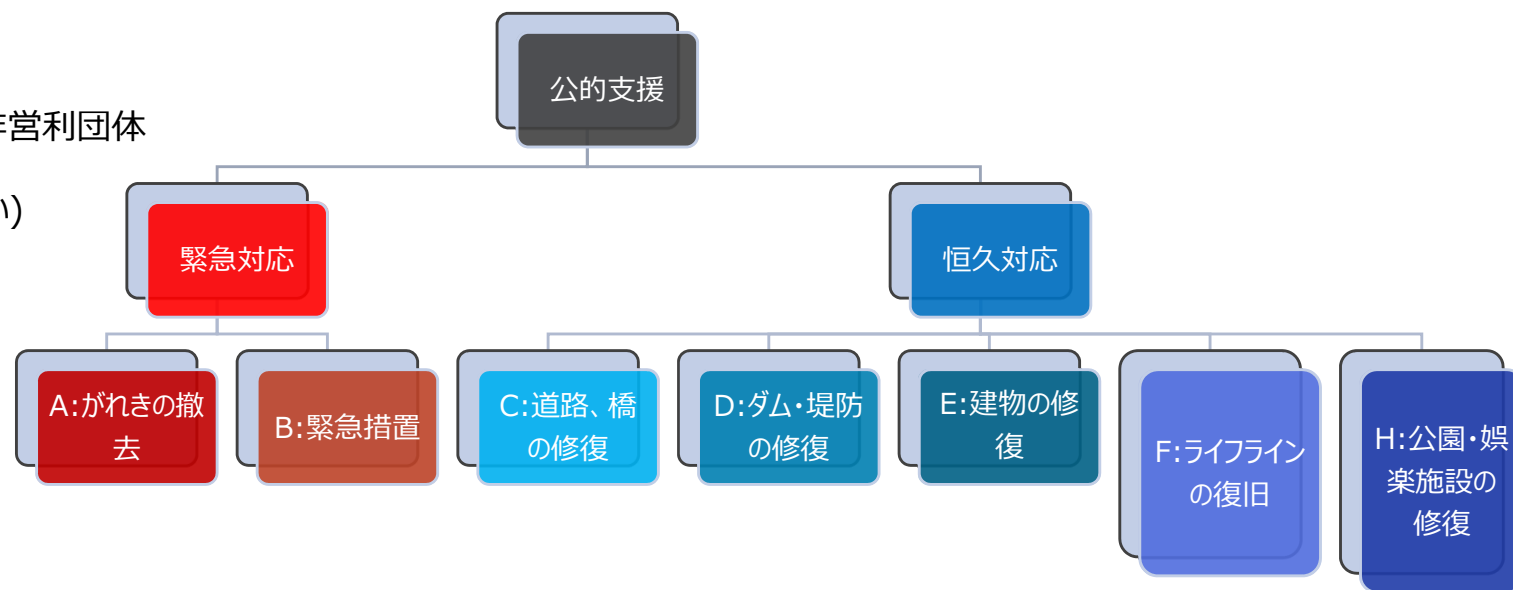 公的支援
営利団体
い)
緊急対応
恒久対応
A:がれきの撤
去
B:緊急措置
C:道路、橋
の修復
D:ダム・堤防
の修復
E:建物の修
復
F:ライフライン
の復旧
H:公園・娯
楽施設の
修復